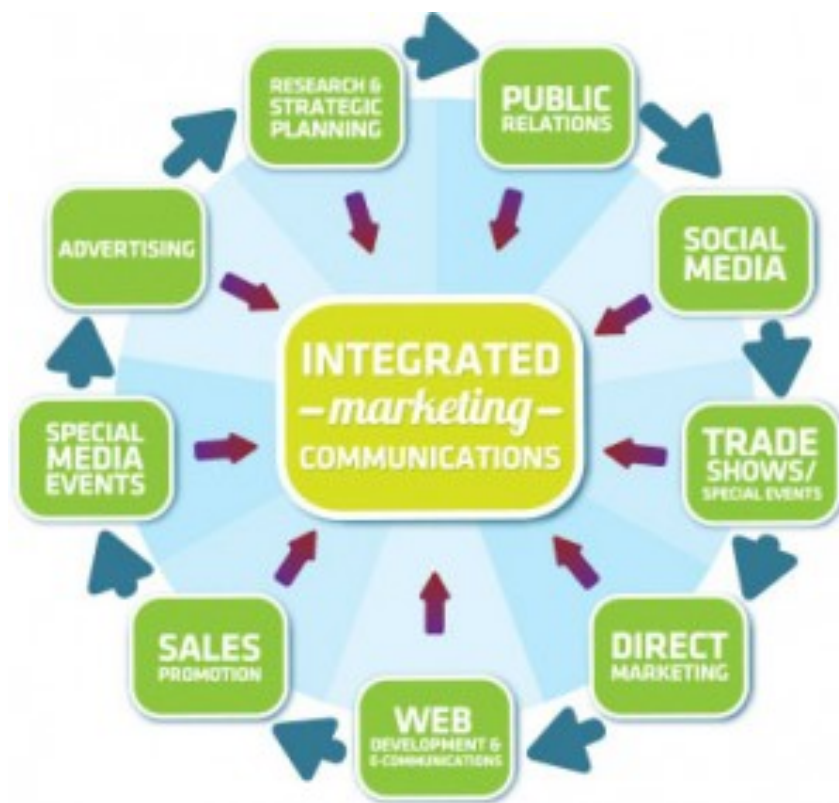 RESEARCH &
STRATEGIC
PLANNING
PUBLIC
RELATIONS
ADVERTISING
SOCIAL
MEDIA
INTEGRATED
– marketing –
COMMUNICATIONS
SPECIAL
MEDIA
EVENTS
TRADE
SHOWS/
SPECIAL EVENTS
SALES
PROMOTION
DIRECT
MARKETING
WEB
DEVELOPMENT &
E-COMMUNICATIONS